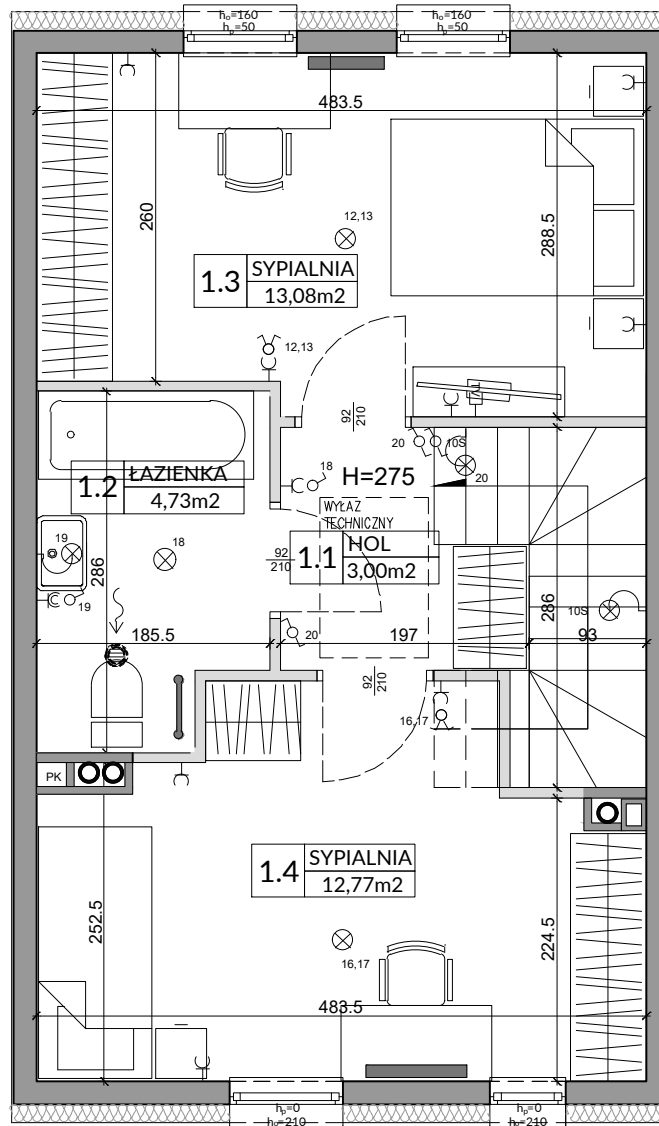 h₀=160
hₚ=50
h₀=160
hₚ=50
483.5
260
288.5
12,13
1.3
SYPIALNIA
13,08m2
12,13
92
210
20
10S
20
18
H=275
1.2
ŁAZIENKA
4,73m2
WYŁAZ
TECHNICZNY
1.1
HOL
3,00m2
92
210
19
18
286
19
286
10S
20
185.5
197
93
92
210
16,17
PK
1.4
SYPIALNIA
12,77m2
252.5
224.5
16,17
483.5
hₚ=0
h₀=210
hₚ=0
h₀=210